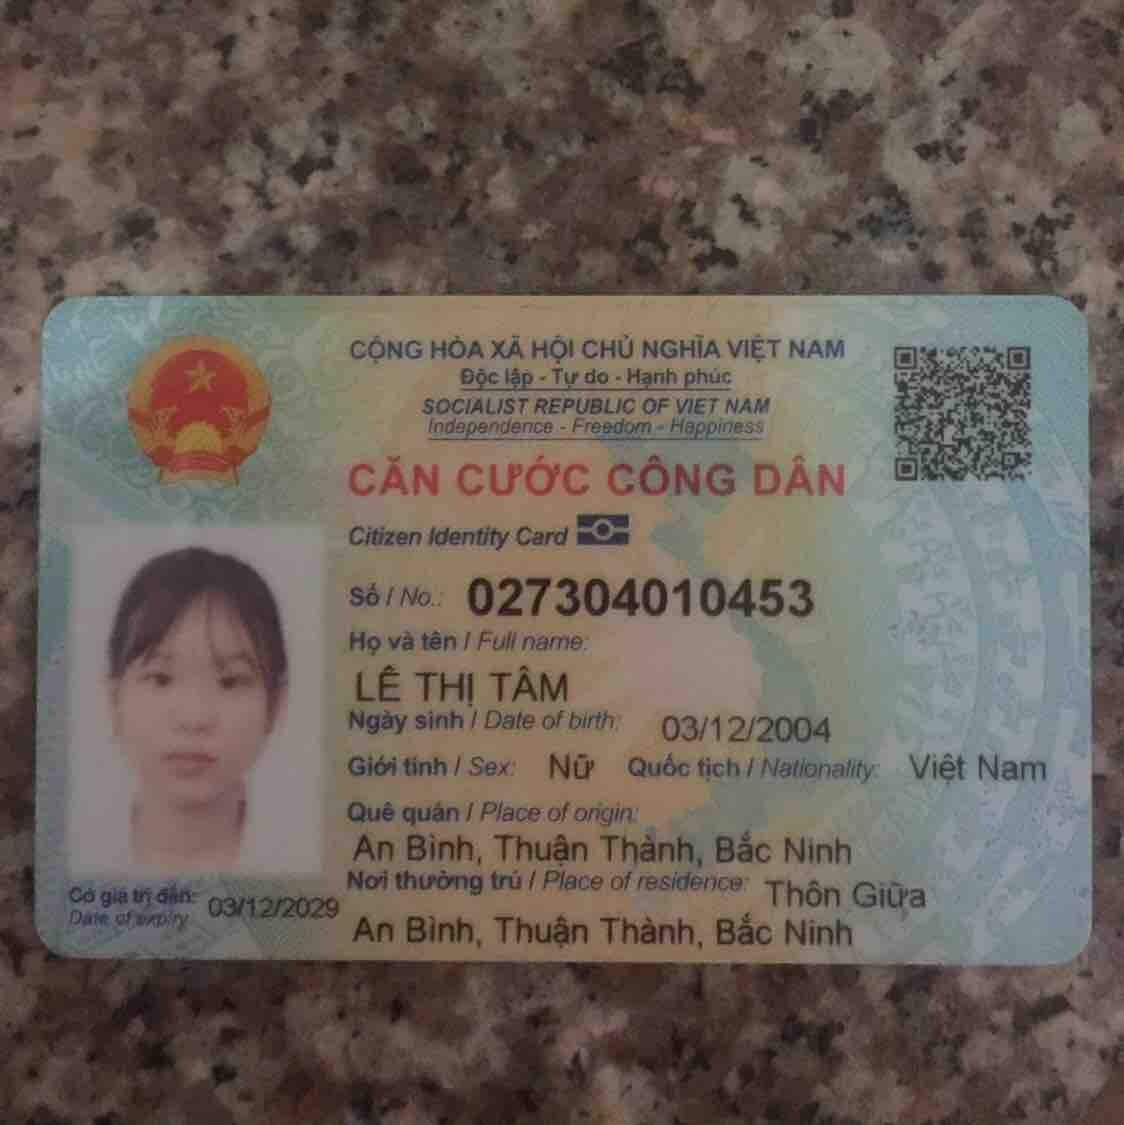 CỘNG HÒA XÃ HỘI CHỦ NGHĨA VIỆT NAM
Độc lập - Tự do - Hạnh phúc
SOCIALIST REPUBLIC OF VIET NAM
Independence - Freedom - Happiness
CĂN CƯỚC CÔNG DÂN
Citizen Identity Card
Số / No.: 027304010453
Họ và tên / Full name:
LÊ THỊ TÂM
Ngày sinh / Date of birth: 03/12/2004
Giới tính / Sex: Nữ Quốc tịch / Nationality: Việt Nam
Quê quán / Place of origin:
An Bình, Thuận Thành, Bắc Ninh
Nơi thường trú / Place of residence: Thôn Giữa
An Bình, Thuận Thành, Bắc Ninh
Có giá trị đến: 03/12/2029
Date of expiry